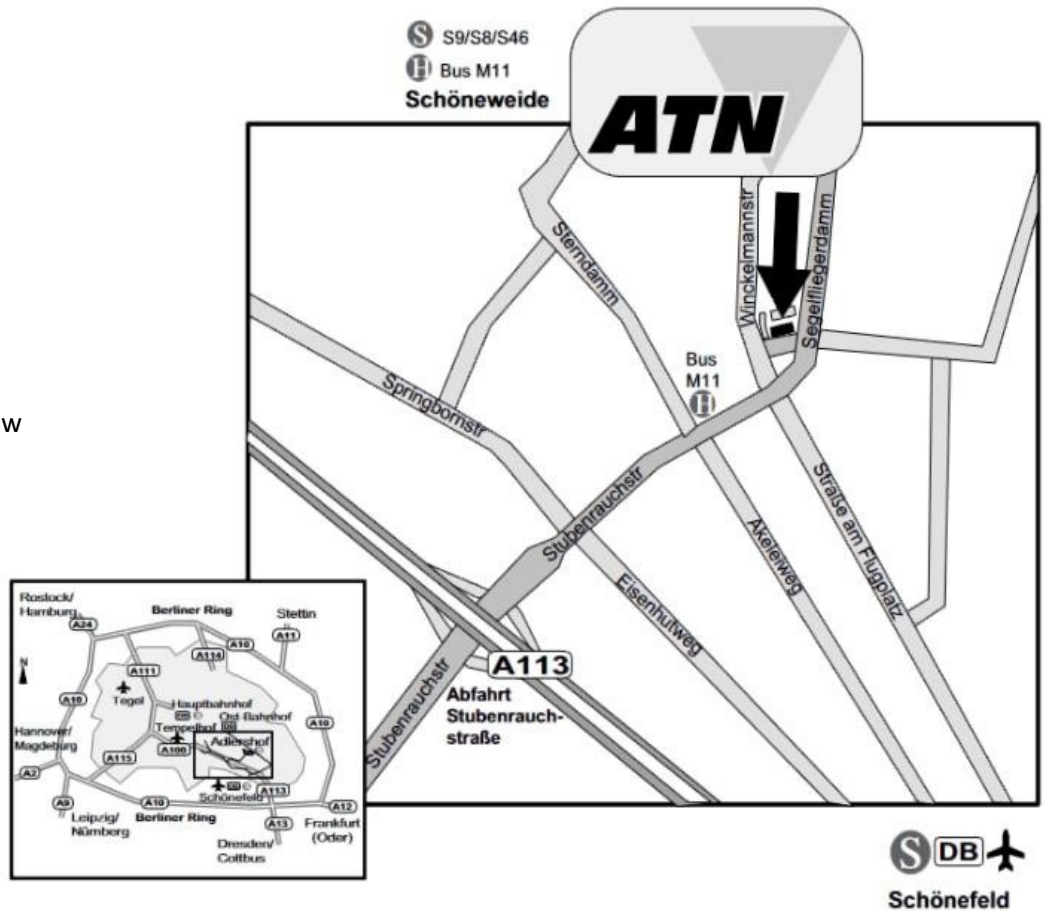 S S9/S8/S46
H Bus M11
Schöneweide
ATN
Sterndamm
Winckelmannstr
Segelfliegerdamm
Bus
M11
H
Springbornstr
w
Stubenrauchstr
Straße am Flugplatz
Akeleiweg
Eisenhutweg
A113
Abfahrt
Stubenrauch-
straße
Stubenrauchstr
Rostock/
Hamburg
Berliner Ring
Stettin
A24
A10
A11
A114
A111
N
Tegel
A10
Hauptbahnhof
Ost-Bahnhof
A10
Tempelhof
Hannover/
Magdeburg
A100
Adlershof
A115
A2
Schönefeld
A113
A9
A10
A12
Leipzig/
Nürnberg
Berliner Ring
A13
Frankfurt
(Oder)
Dresden/
Cottbus
S DB
Schönefeld